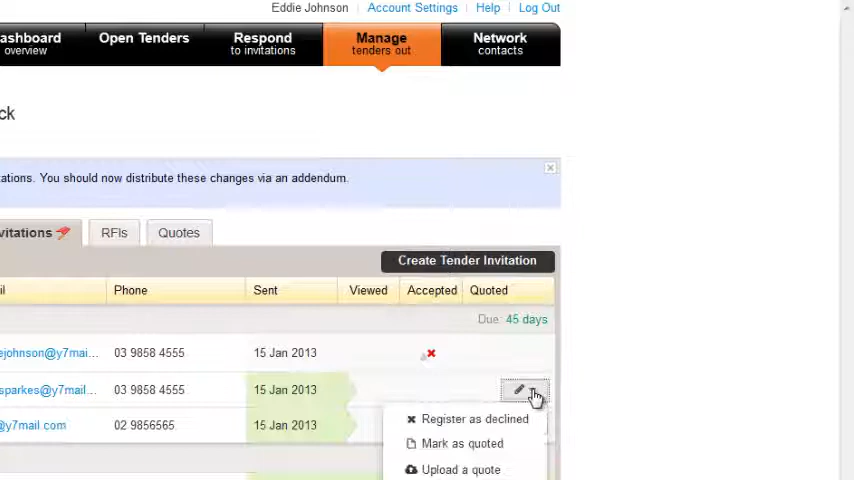 Eddie Johnson | Account Settings | Help | Log Out
ashboard Open Tenders Respond Manage Network
overview to invitations tenders out contacts
ck
ations. You should now distribute these changes via an addendum.
vitations RFIs Quotes
Create Tender Invitation
il Phone Sent Viewed Accepted Quoted
Due: 45 days
ejohnson@y7mai... 03 9858 4555 15 Jan 2013
sparkes@y7mail... 03 9858 4555 15 Jan 2013
@y7mail.com 02 9856565 15 Jan 2013
Register as declined
Mark as quoted
Upload a quote